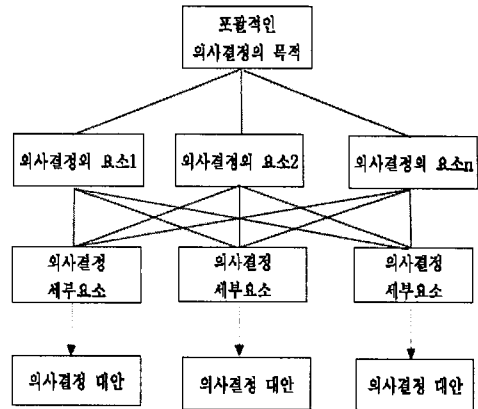 포괄적인
의사결정의 목적
의사결정의 요소1
의사결정의 요소2
의사결정의 요소n
의사결정
세부요소
의사결정
세부요소
의사결정
세부요소
의사결정 대안
의사결정 대안
의사결정 대안